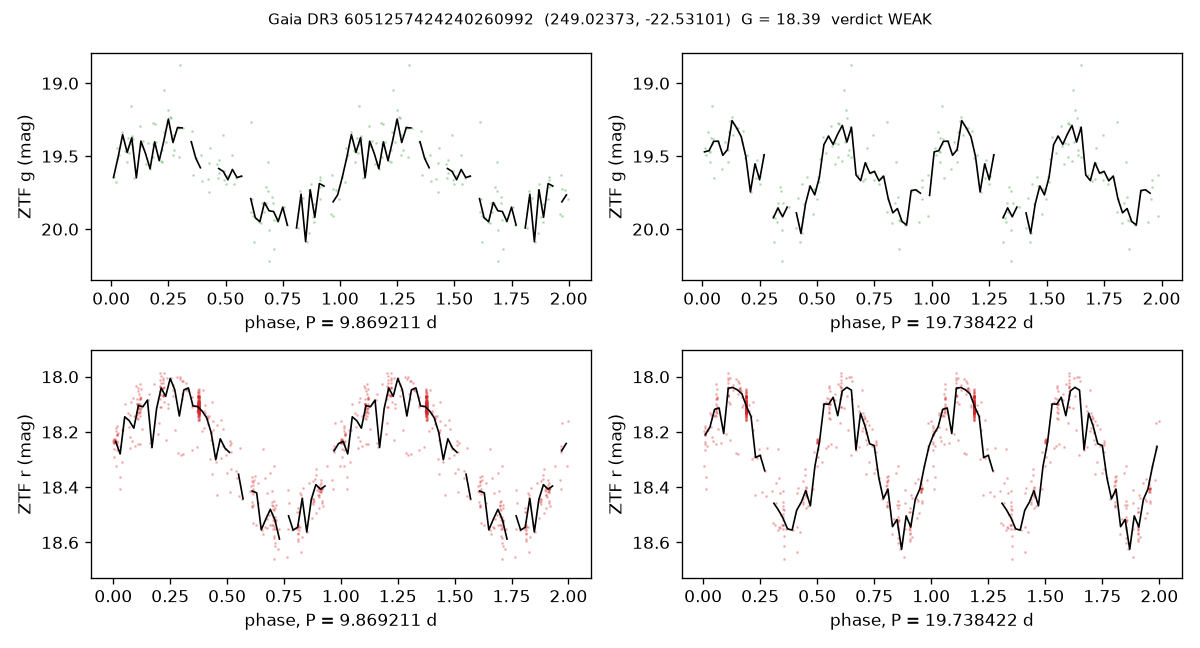 Gaia DR3 6051257424240260992  (249.02373, -22.53101)  G = 18.39  verdict WEAK
ZTF g (mag)
19.0
19.5
20.0
0.00 0.25 0.50 0.75 1.00 1.25 1.50 1.75 2.00
phase, P = 9.869211 d
ZTF g (mag)
19.0
19.5
20.0
0.00 0.25 0.50 0.75 1.00 1.25 1.50 1.75 2.00
phase, P = 19.738422 d
ZTF r (mag)
18.0
18.2
18.4
18.6
0.00 0.25 0.50 0.75 1.00 1.25 1.50 1.75 2.00
phase, P = 9.869211 d
ZTF r (mag)
18.0
18.2
18.4
18.6
0.00 0.25 0.50 0.75 1.00 1.25 1.50 1.75 2.00
phase, P = 19.738422 d